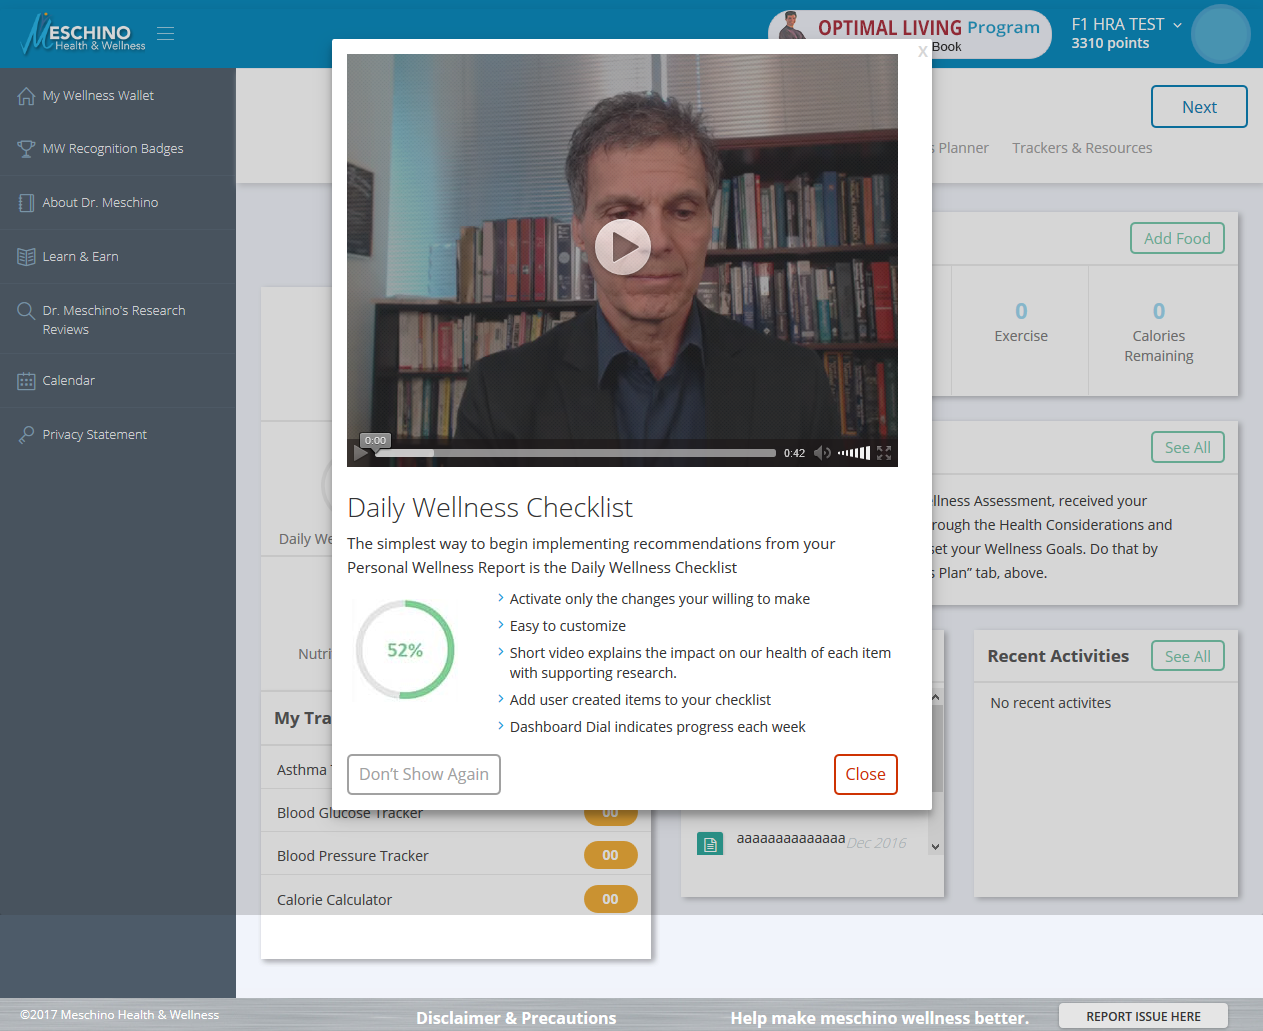 MESCHINO
Health & Wellness
OPTIMAL LIVING Program
Book
F1 HRA TEST
3310 points
X
My Wellness Wallet
MW Recognition Badges
About Dr. Meschino
Learn & Earn
Dr. Meschino's Research
Reviews
Calendar
Privacy Statement
Next
s Planner
Trackers & Resources
Add Food
0
Exercise
0
Calories
Remaining
See All
llness Assessment, received your
rough the Health Considerations and
set your Wellness Goals. Do that by
s Plan” tab, above.
0:00
0:42
Daily Wellness Checklist
The simplest way to begin implementing recommendations from your
Personal Wellness Report is the Daily Wellness Checklist
52%
Activate only the changes your willing to make
Easy to customize
Short video explains the impact on our health of each item
with supporting research.
Add user created items to your checklist
Dashboard Dial indicates progress each week
Don’t Show Again
Close
Daily We
Nutri
My Tra
Asthma
Blood Glucose Tracker
00
Blood Pressure Tracker
00
Calorie Calculator
00
Recent Activities
See All
No recent activites
aaaaaaaaaaaaaa
Dec 2016
©2017 Meschino Health & Wellness
Disclaimer & Precautions
Help make meschino wellness better.
REPORT ISSUE HERE